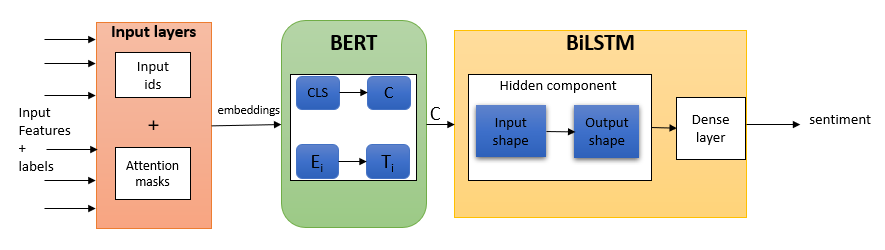 Input layers
Input
ids
+
Attention
masks
Input
Features
+
labels
embeddings
BERT
CLS
C
Ei
Ti
C
BiLSTM
Hidden component
Input
shape
Output
shape
Dense
layer
sentiment